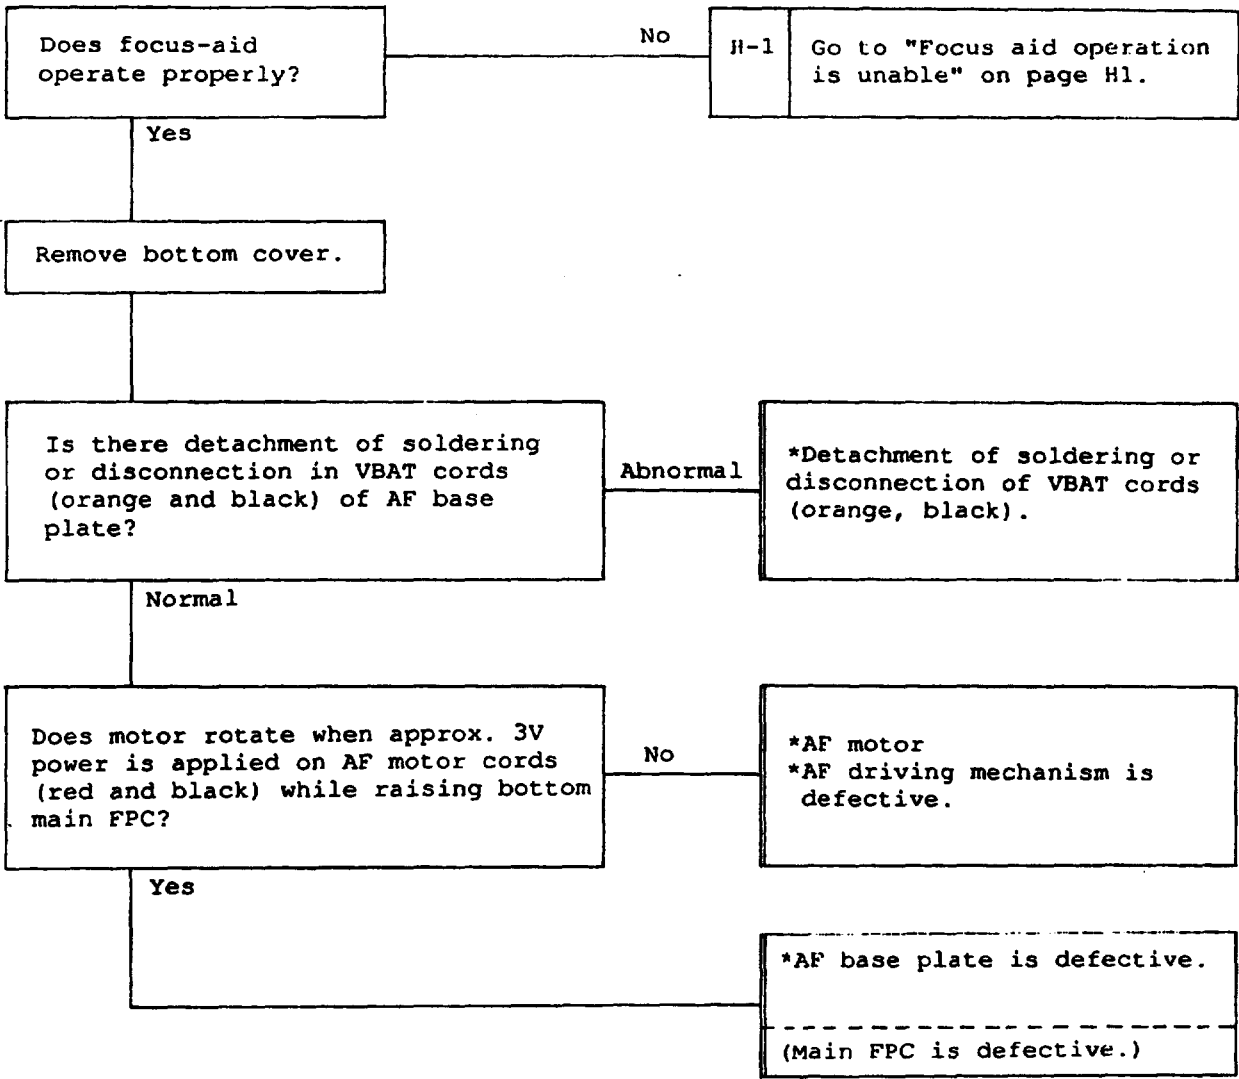 Does focus-aid
operate properly?
No
H-1
Go to "Focus aid operation
is unable" on page H1.
Yes
Remove bottom cover.
Is there detachment of soldering
or disconnection in VBAT cords
(orange and black) of AF base
plate?
Abnormal
*Detachment of soldering or
disconnection of VBAT cords
(orange, black).
Normal
Does motor rotate when approx. 3V
power is applied on AF motor cords
(red and black) while raising bottom
main FPC?
No
*AF motor
*AF driving mechanism is
defective.
Yes
*AF base plate is defective.
(Main FPC is defective.)